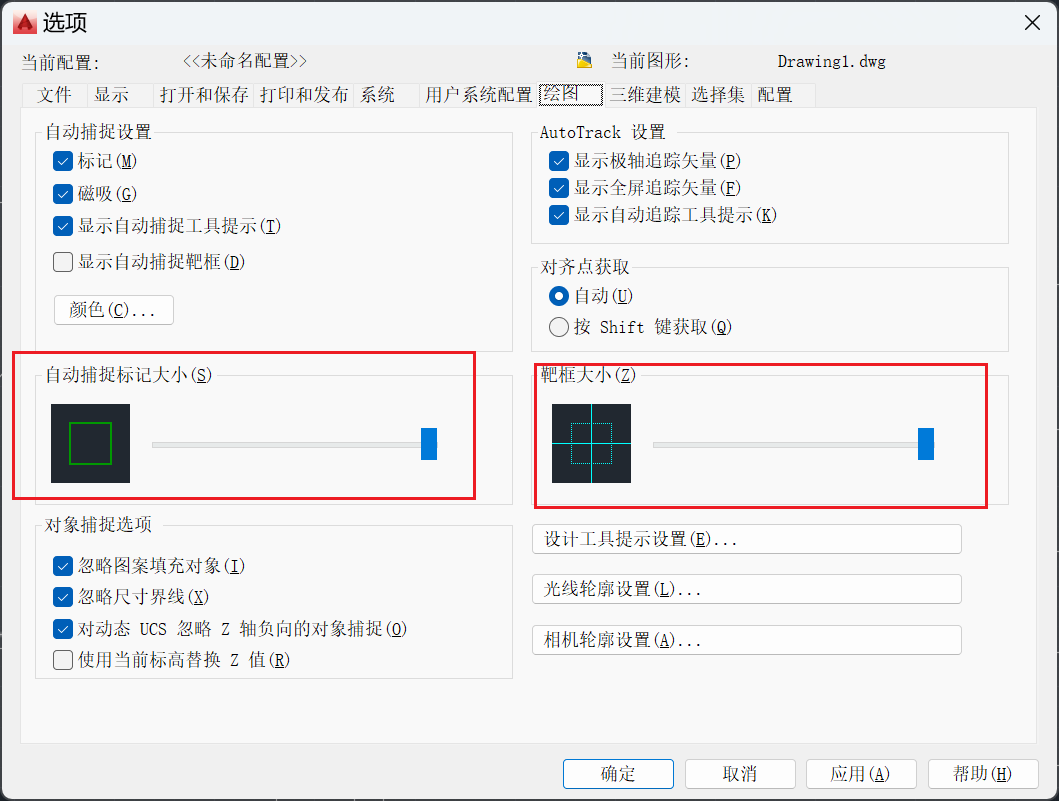 选项
当前配置: <<未命名配置>> 当前图形: Drawing1.dwg
文件 显示 打开和保存 打印和发布 系统 用户系统配置 绘图 三维建模 选择集 配置
自动捕捉设置
标记(M)
磁吸(G)
显示自动捕捉工具提示(T)
显示自动捕捉靶框(D)
颜色(C)...
自动捕捉标记大小(S)
对象捕捉选项
忽略图案填充对象(I)
忽略尺寸界线(X)
对动态 UCS 忽略 Z 轴负向的对象捕捉(O)
使用当前标高替换 Z 值(R)
AutoTrack 设置
显示极轴追踪矢量(P)
显示全屏追踪矢量(F)
显示自动追踪工具提示(K)
对齐点获取
自动(U)
按 Shift 键获取(Q)
靶框大小(Z)
设计工具提示设置(E)...
光线轮廓设置(L)...
相机轮廓设置(A)...
确定 取消 应用(A) 帮助(H)